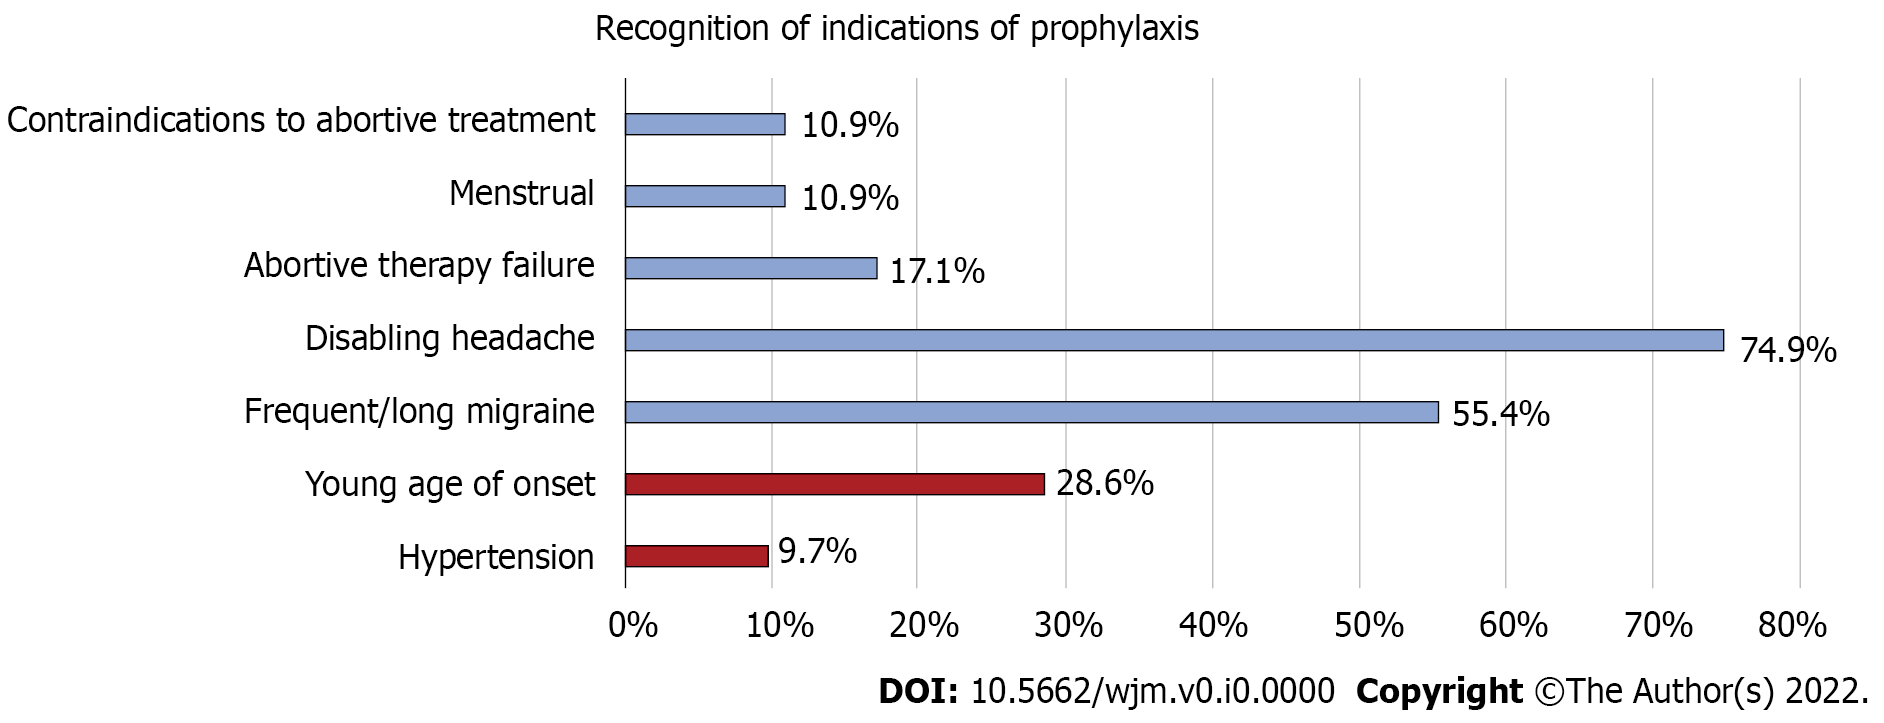 Recognition of indications of prophylaxis
Contraindications to abortive treatment 10.9%
Menstrual 10.9%
Abortive therapy failure 17.1%
Disabling headache 74.9%
Frequent/long migraine 55.4%
Young age of onset 28.6%
Hypertension 9.7%
0% 10% 20% 30% 40% 50% 60% 70% 80%
DOI: 10.5662/wjm.v0.i0.0000 Copyright ©The Author(s) 2022.